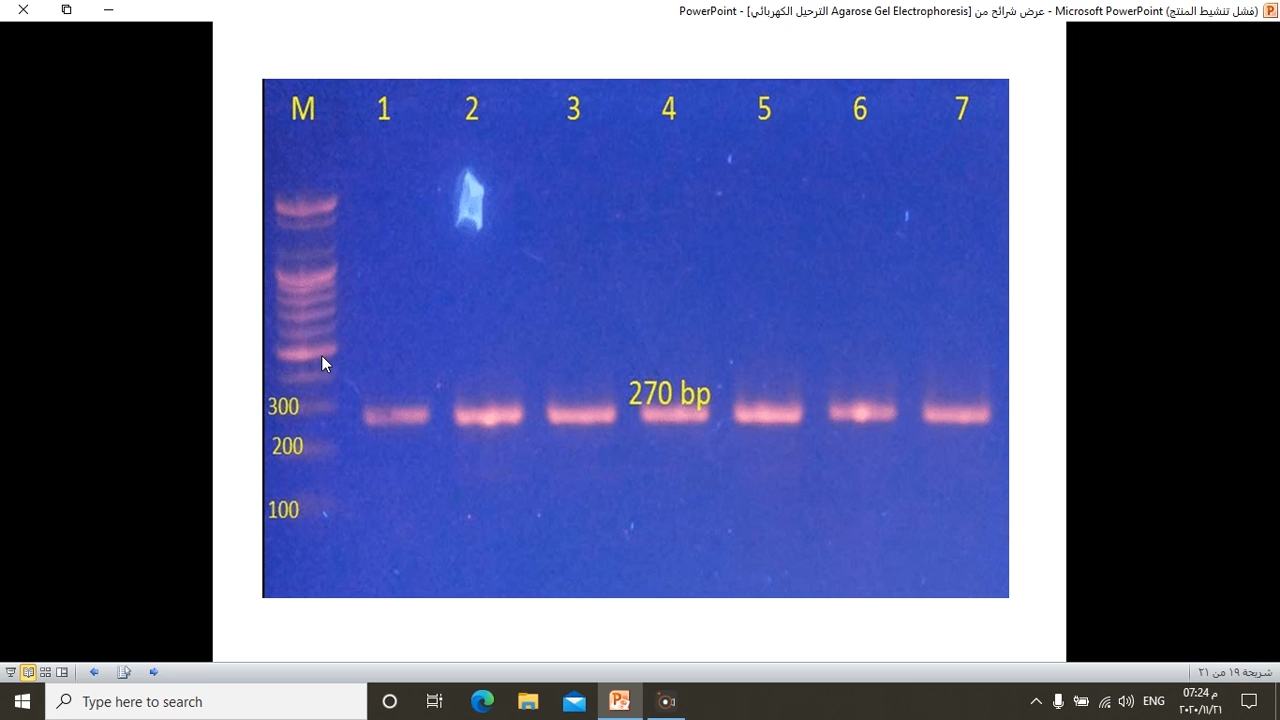 PowerPoint - [الترحيل الكهربائي Agarose Gel Electrophoresis] عرض شرائح من - Microsoft PowerPoint (فشل تنشيط المنتج)
M 1 2 3 4 5 6 7
270 bp
300
200
100
شريحة ١٩ من ٢١
Type here to search
ENG
07:24 م
٢٠٢٠/١١/٢١